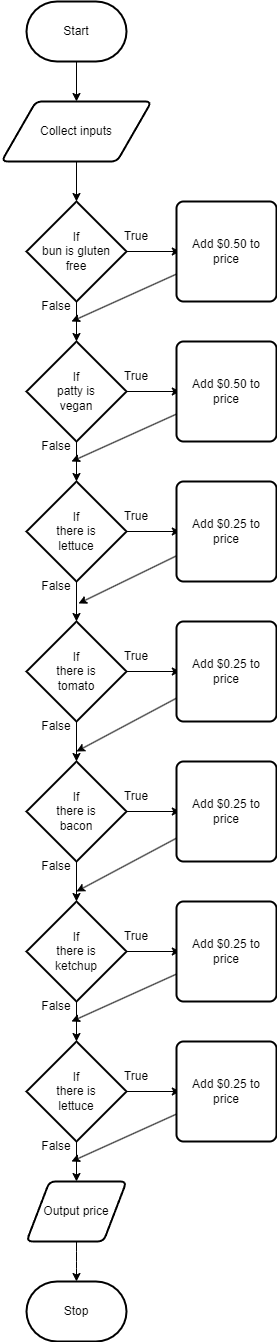 Start
Collect inputs
If
bun is gluten
free
True
Add $0.50 to
price
False
If
patty is
vegan
True
Add $0.50 to
price
False
If
there is
lettuce
True
Add $0.25 to
price
False
If
there is
tomato
True
Add $0.25 to
price
False
If
there is
bacon
True
Add $0.25 to
price
False
If
there is
ketchup
True
Add $0.25 to
price
False
If
there is
lettuce
True
Add $0.25 to
price
False
Output price
Stop